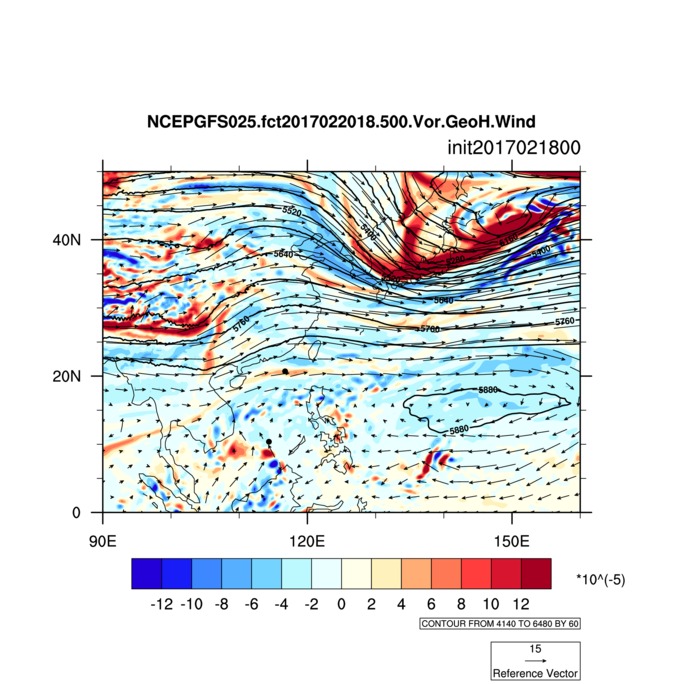 NCEPGFS025.fct2017022018.500.Vor.GeoH.Wind
init2017021800
5520
5400
40N
5640
5200
5640
5760
5760
5760
20N
5880
5880
0
90E 120E 150E
-12 -10 -8 -6 -4 -2 0 2 4 6 8 10 12
*10^(-5)
CONTOUR FROM 4140 TO 6480 BY 60
15
Reference Vector